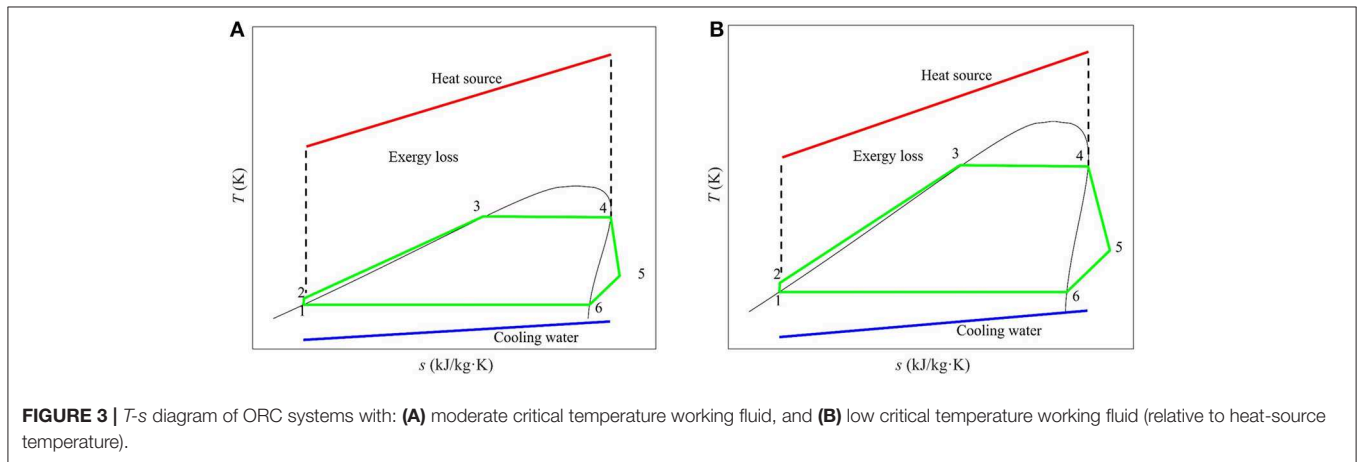 A
B
Heat source
Heat source
Exergy loss
Exergy loss
T (K)
T (K)
3
4
3
4
2
1
5
6
2
1
5
6
Cooling water
Cooling water
s (kJ/kg·K)
s (kJ/kg·K)
FIGURE 3 | T-s diagram of ORC systems with: (A) moderate critical temperature working fluid, and (B) low critical temperature working fluid (relative to heat-source
temperature).